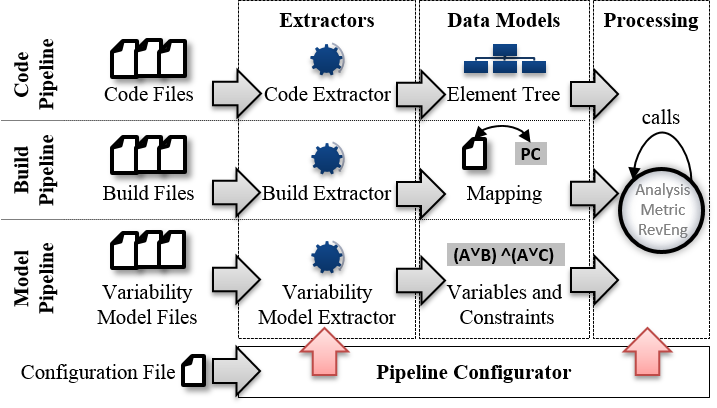 Extractors
Data Models
Processing
Code
Pipeline
Code Files
Code Extractor
Element Tree
calls
Build
Pipeline
Build Files
Build Extractor
PC
Mapping
Analysis
Metric
RevEng
Model
Pipeline
Variability
Model Files
Variability
Model Extractor
(A∨B) ^(A∨C)
Variables and
Constraints
Configuration File
Pipeline Configurator